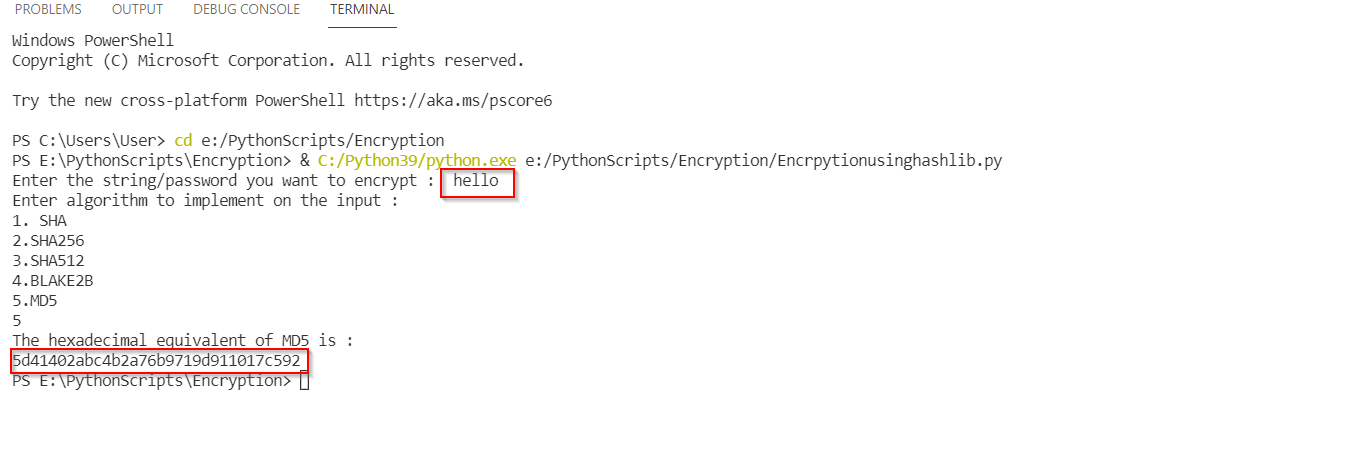 PROBLEMS OUTPUT DEBUG CONSOLE TERMINAL
Windows PowerShell
Copyright (C) Microsoft Corporation. All rights reserved.
Try the new cross-platform PowerShell https://aka.ms/pscore6
PS C:\Users\User> cd e:/PythonScripts/Encryption
PS E:\PythonScripts\Encryption> & C:/Python39/python.exe e:/PythonScripts/Encryption/Encrpytionusinghashlib.py
Enter the string/password you want to encrypt : hello
Enter algorithm to implement on the input :
1. SHA
2.SHA256
3.SHA512
4.BLAKE2B
5.MD5
5
The hexadecimal equivalent of MD5 is :
5d41402abc4b2a76b9719d911017c592
PS E:\PythonScripts\Encryption>